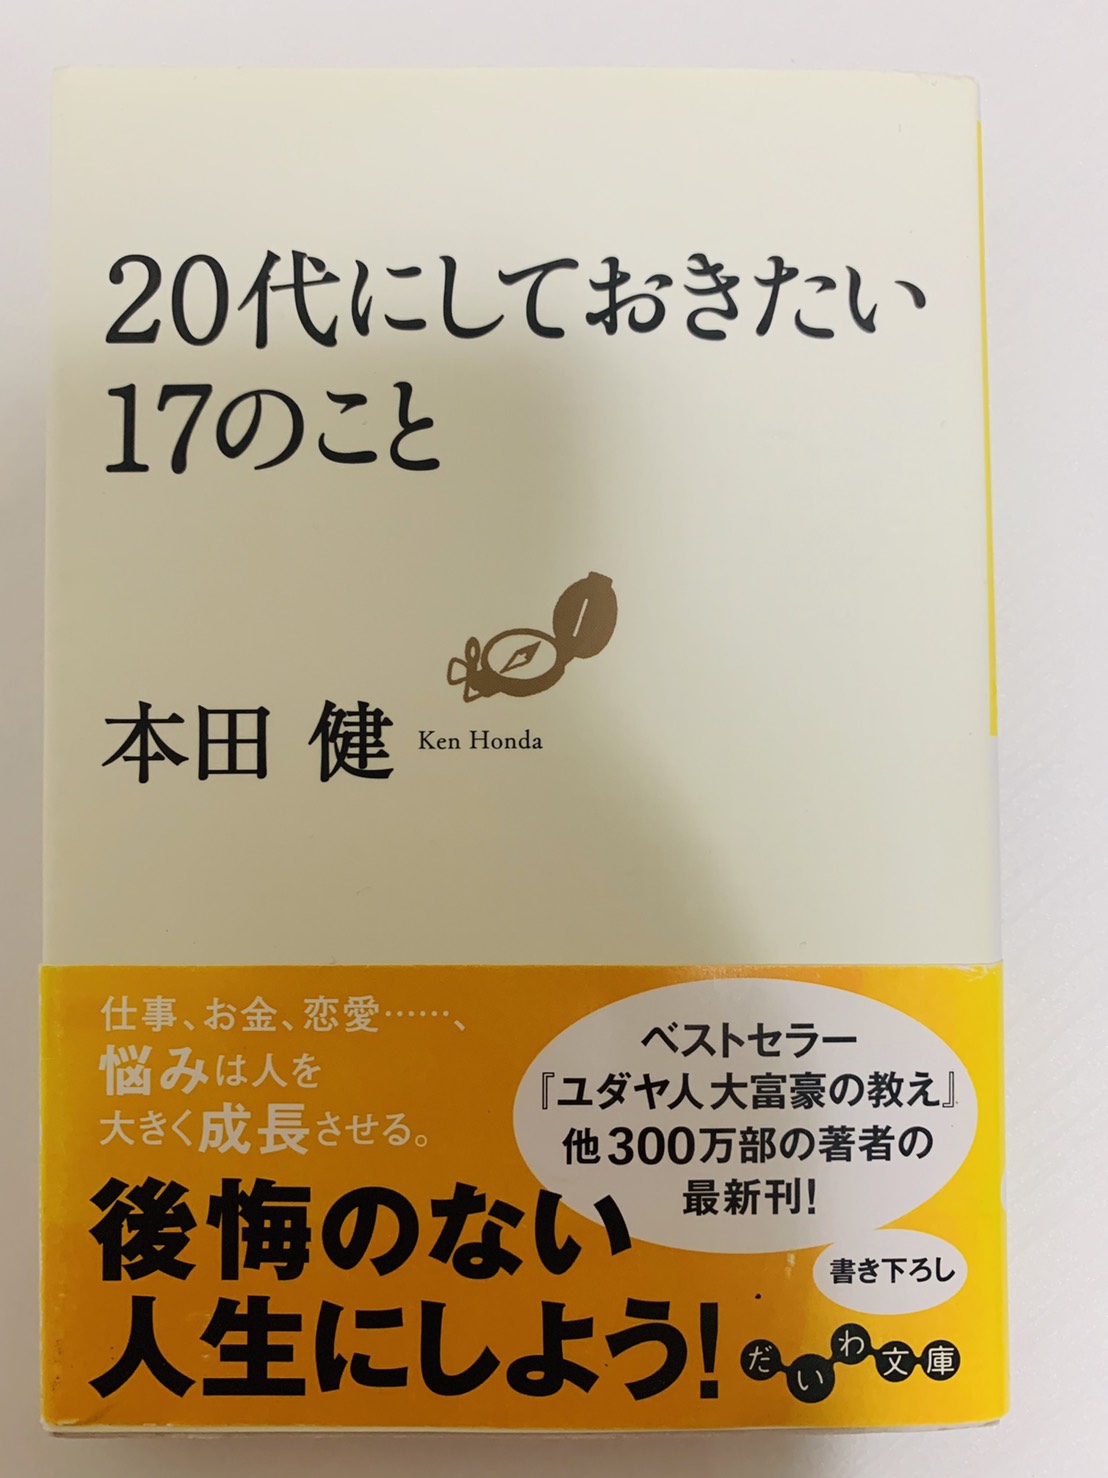 20代にしておきたい
17のこと
本田 健
Ken Honda
仕事、お金、恋愛……、
悩みは人を
大きく成長させる。
後悔のない
人生にしよう!
ベストセラー
『ユダヤ人大富豪の教え』
他300万部の著者の
最新刊!
書き下ろし
だいわ文庫